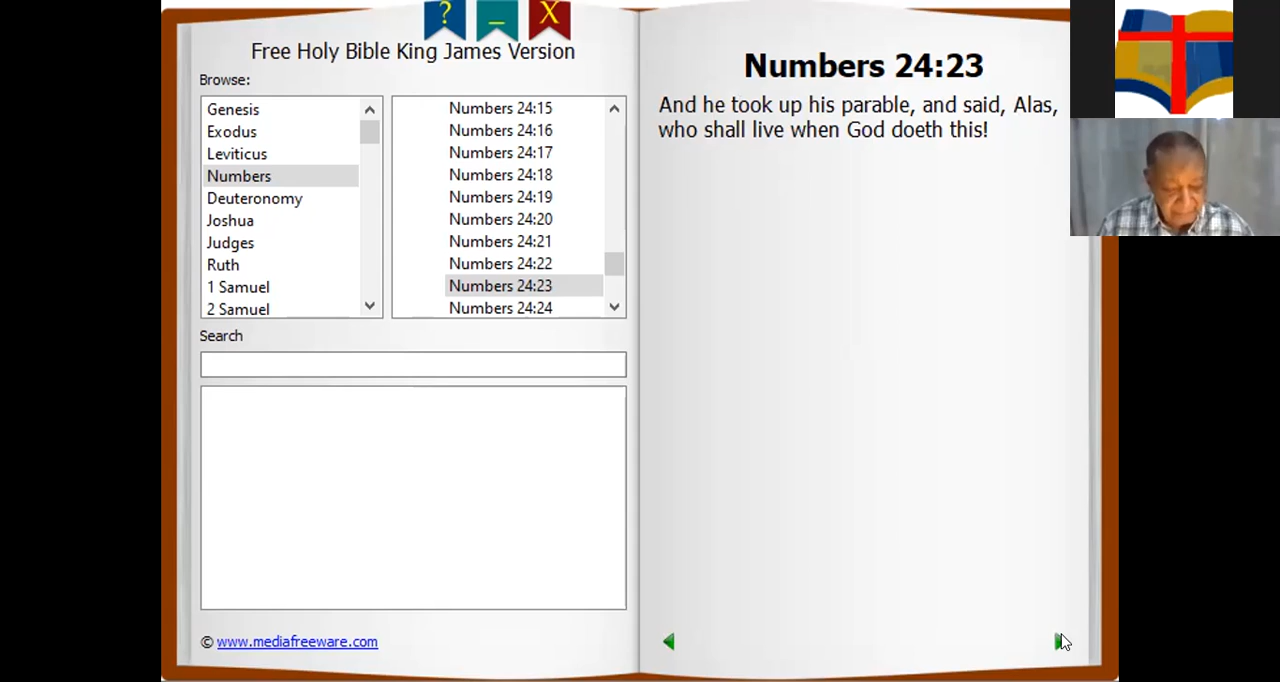 ? _ X
Free Holy Bible King James Version
Browse:
Genesis
Exodus
Leviticus
Numbers
Deuteronomy
Joshua
Judges
Ruth
1 Samuel
2 Samuel
Numbers 24:15
Numbers 24:16
Numbers 24:17
Numbers 24:18
Numbers 24:19
Numbers 24:20
Numbers 24:21
Numbers 24:22
Numbers 24:23
Numbers 24:24
Search
© www.mediafreeware.com
Numbers 24:23
And he took up his parable, and said, Alas,
who shall live when God doeth this!